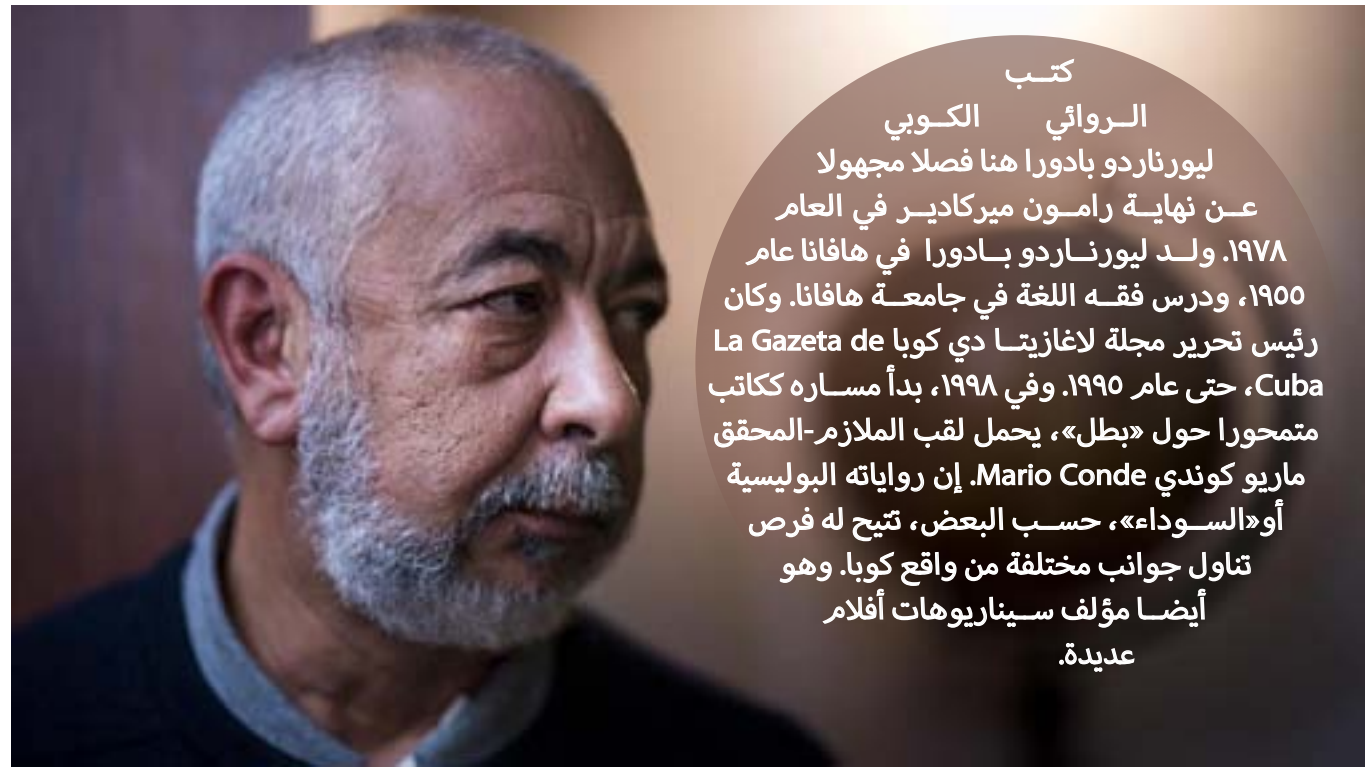 كتب
الروائي الكوبي
ليورناردو بادورا هنا فصلا مجهولا
عن نهاية رامون ميركادير في العام
١٩٧٨. ولد ليورناردو بادورا في هافانا عام
١٩٥٥، ودرس فقه اللغة في جامعة هافانا. وكان
رئيس تحرير مجلة لاغازيتا دي كوبا La Gazeta de
Cuba، حتى عام ١٩٩٥. وفي ١٩٩٨، بدأ مساره ككاتب
متمحورا حول «بطل»، يحمل لقب الملازم-المحقق
ماريو كوندي Mario Conde. إن رواياته البوليسية
أو«السوداء»، حسب البعض، تتيح له فرص
تناول جوانب مختلفة من واقع كوبا. وهو
أيضا مؤلف سيناريوهات أفلام
عديدة.